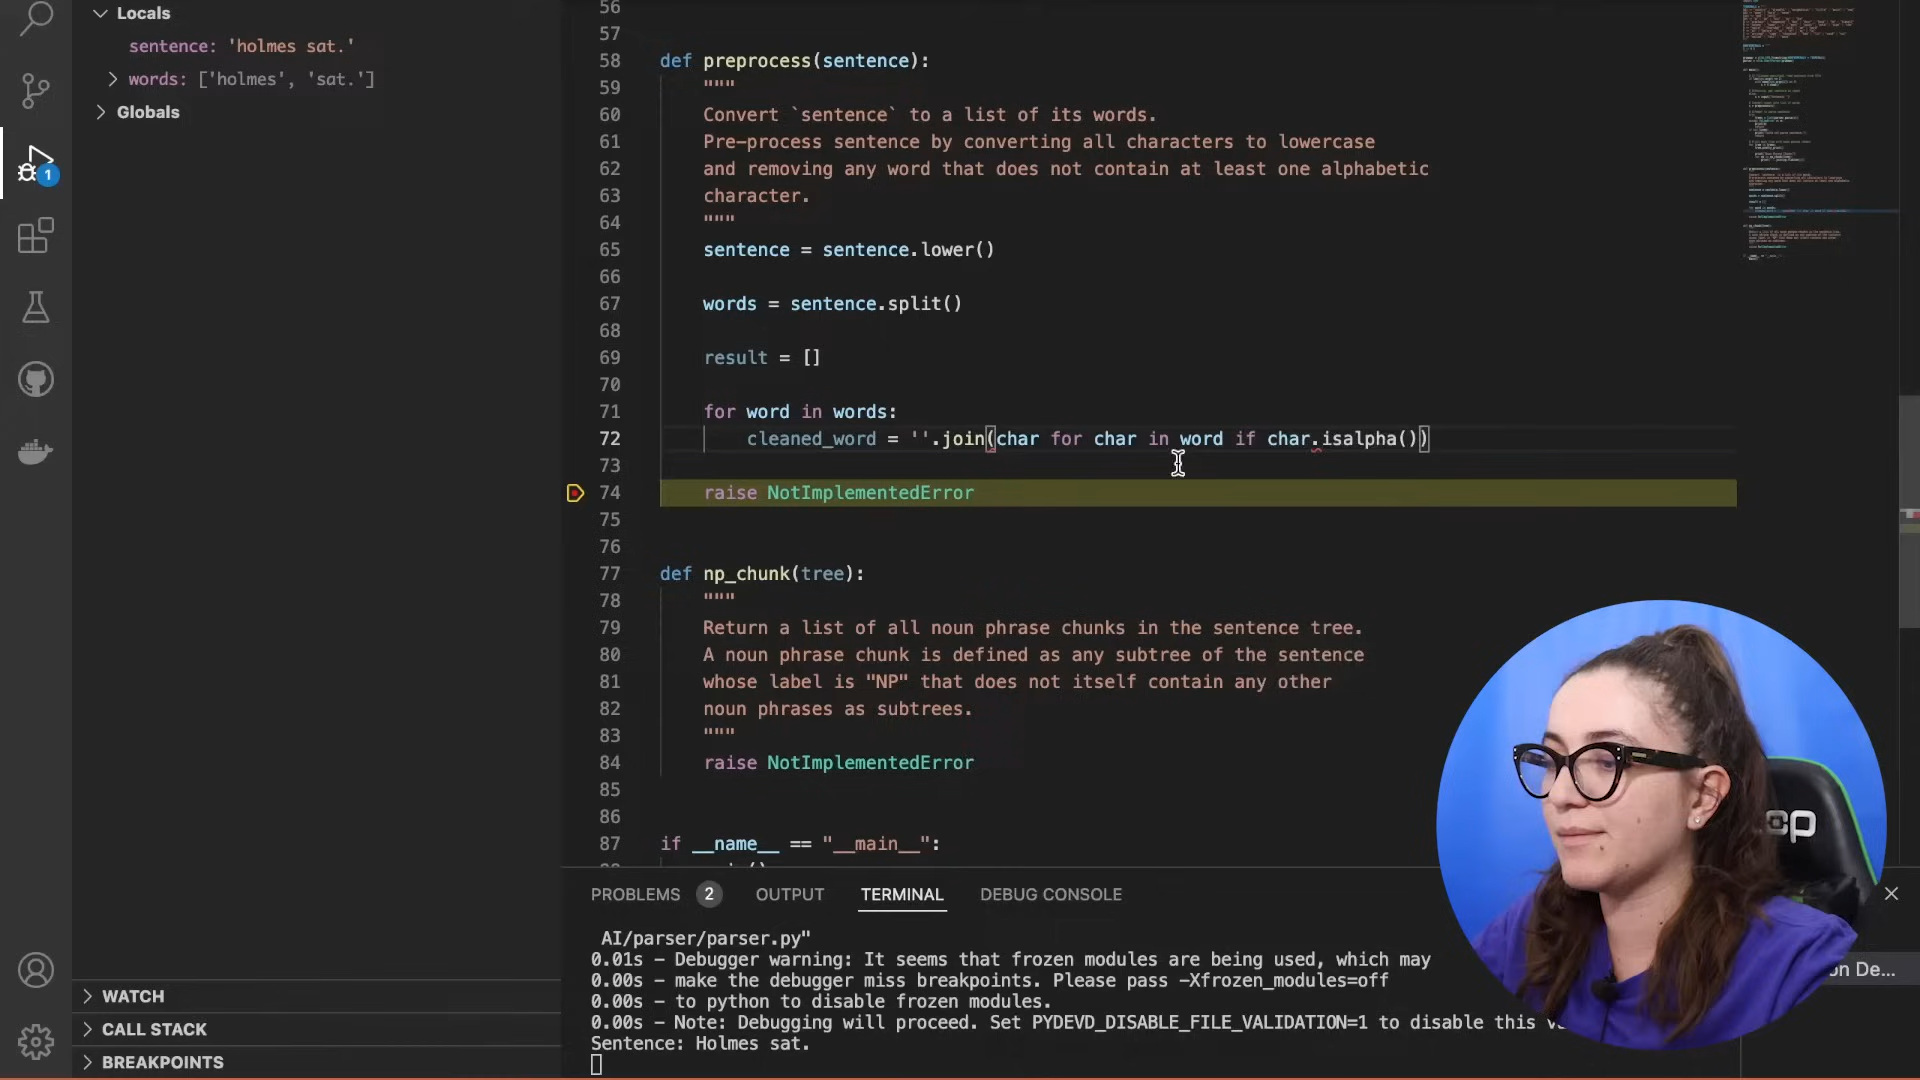 Locals
sentence: 'holmes sat.'
words: ['holmes', 'sat.']
Globals
1
56
57
58 def preprocess(sentence):
59 """
60 Convert `sentence` to a list of its words.
61 Pre-process sentence by converting all characters to lowercase
62 and removing any word that does not contain at least one alphabetic
63 character.
64 """
65 sentence = sentence.lower()
66
67 words = sentence.split()
68
69 result = []
70
71 for word in words:
72 cleaned_word = ''.join(char for char in word if char.isalpha())
73
74 raise NotImplementedError
75
76
77 def np_chunk(tree):
78 """
79 Return a list of all noun phrase chunks in the sentence tree.
80 A noun phrase chunk is defined as any subtree of the sentence
81 whose label is "NP" that does not itself contain any other
82 noun phrases as subtrees.
83 """
84 raise NotImplementedError
85
86
87 if __name__ == "__main__":
PROBLEMS 2 OUTPUT TERMINAL DEBUG CONSOLE
AI/parser/parser.py"
0.01s - Debugger warning: It seems that frozen modules are being used, which may
0.00s - make the debugger miss breakpoints. Please pass -Xfrozen_modules=off
0.00s - to python to disable frozen modules.
0.00s - Note: Debugging will proceed. Set PYDEVD_DISABLE_FILE_VALIDATION=1 to disable this
Sentence: Holmes sat.
on De...
WATCH
CALL STACK
BREAKPOINTS